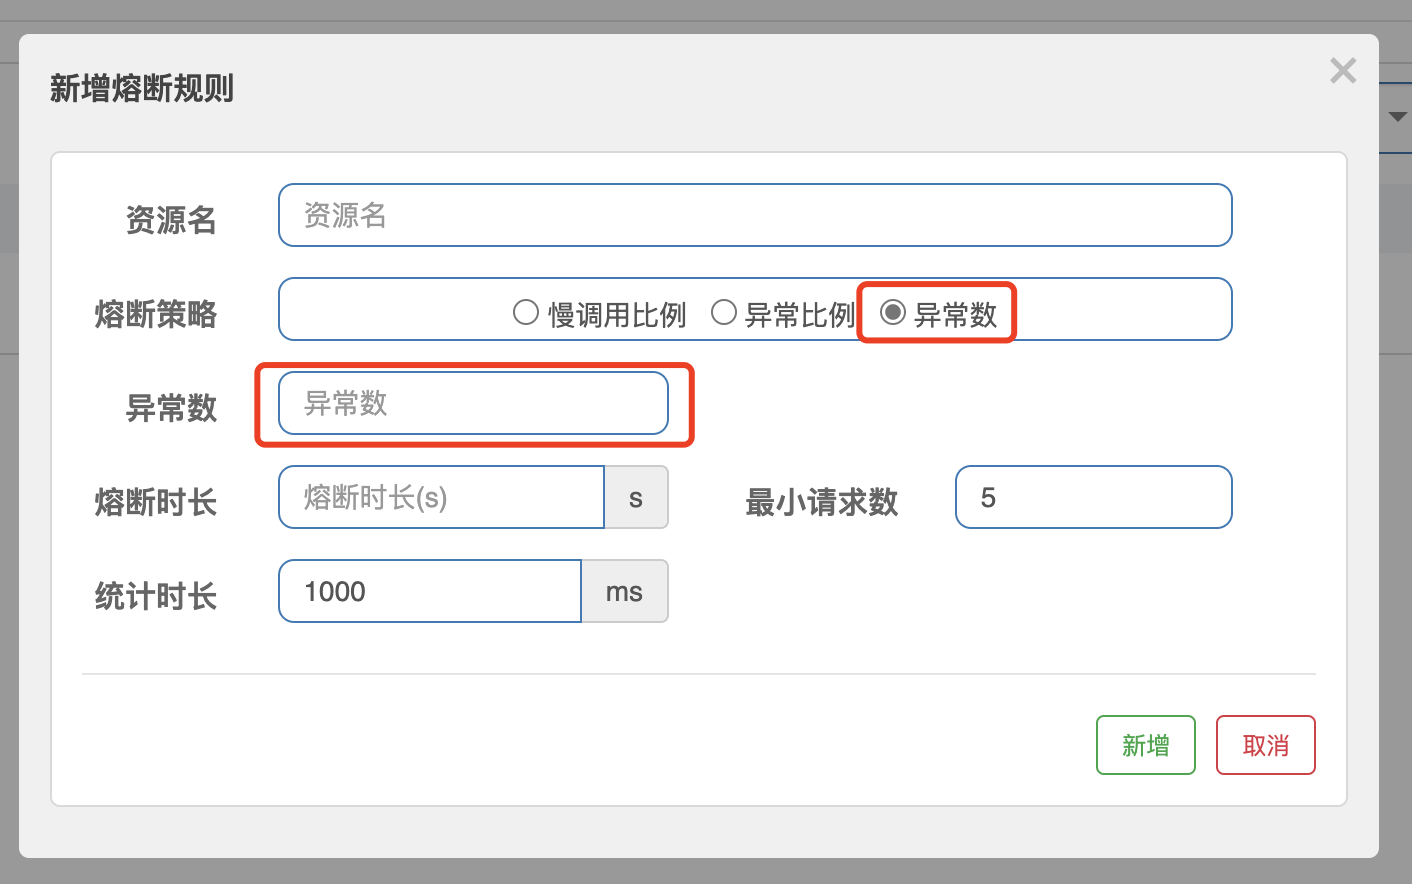 新增熔断规则
资源名 资源名
熔断策略 慢调用比例 异常比例 异常数
异常数 异常数
熔断时长 熔断时长(s) s 最小请求数 5
统计时长 1000 ms
新增 取消